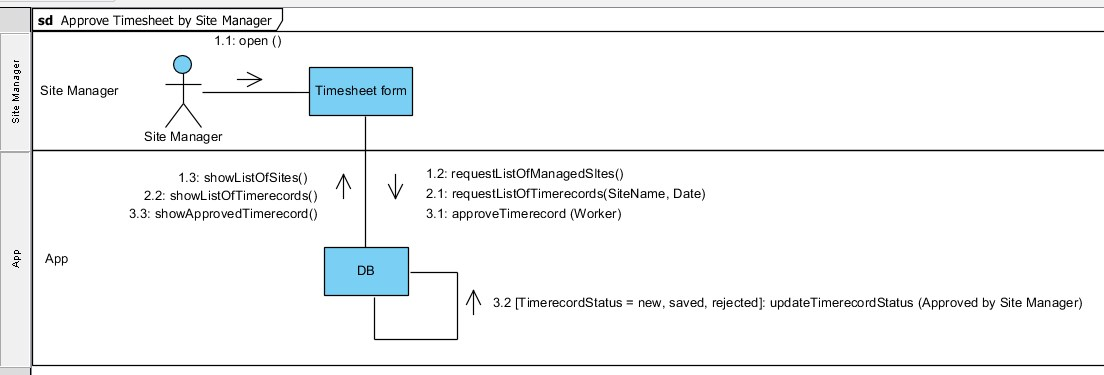 sd Approve Timesheet by Site Manager
1.1: open ()
Site Manager
Site Manager
Timesheet form
Site Manager
1.3: showListOfSites()
2.2: showListOfTimerecords()
3.3: showApprovedTimerecord()
1.2: requestListOfManagedSItes()
2.1: requestListOfTimerecords(SiteName, Date)
3.1: approveTimerecord (Worker)
App
App
DB
3.2 [TimerecordStatus = new, saved, rejected]: updateTimerecordStatus (Approved by Site Manager)